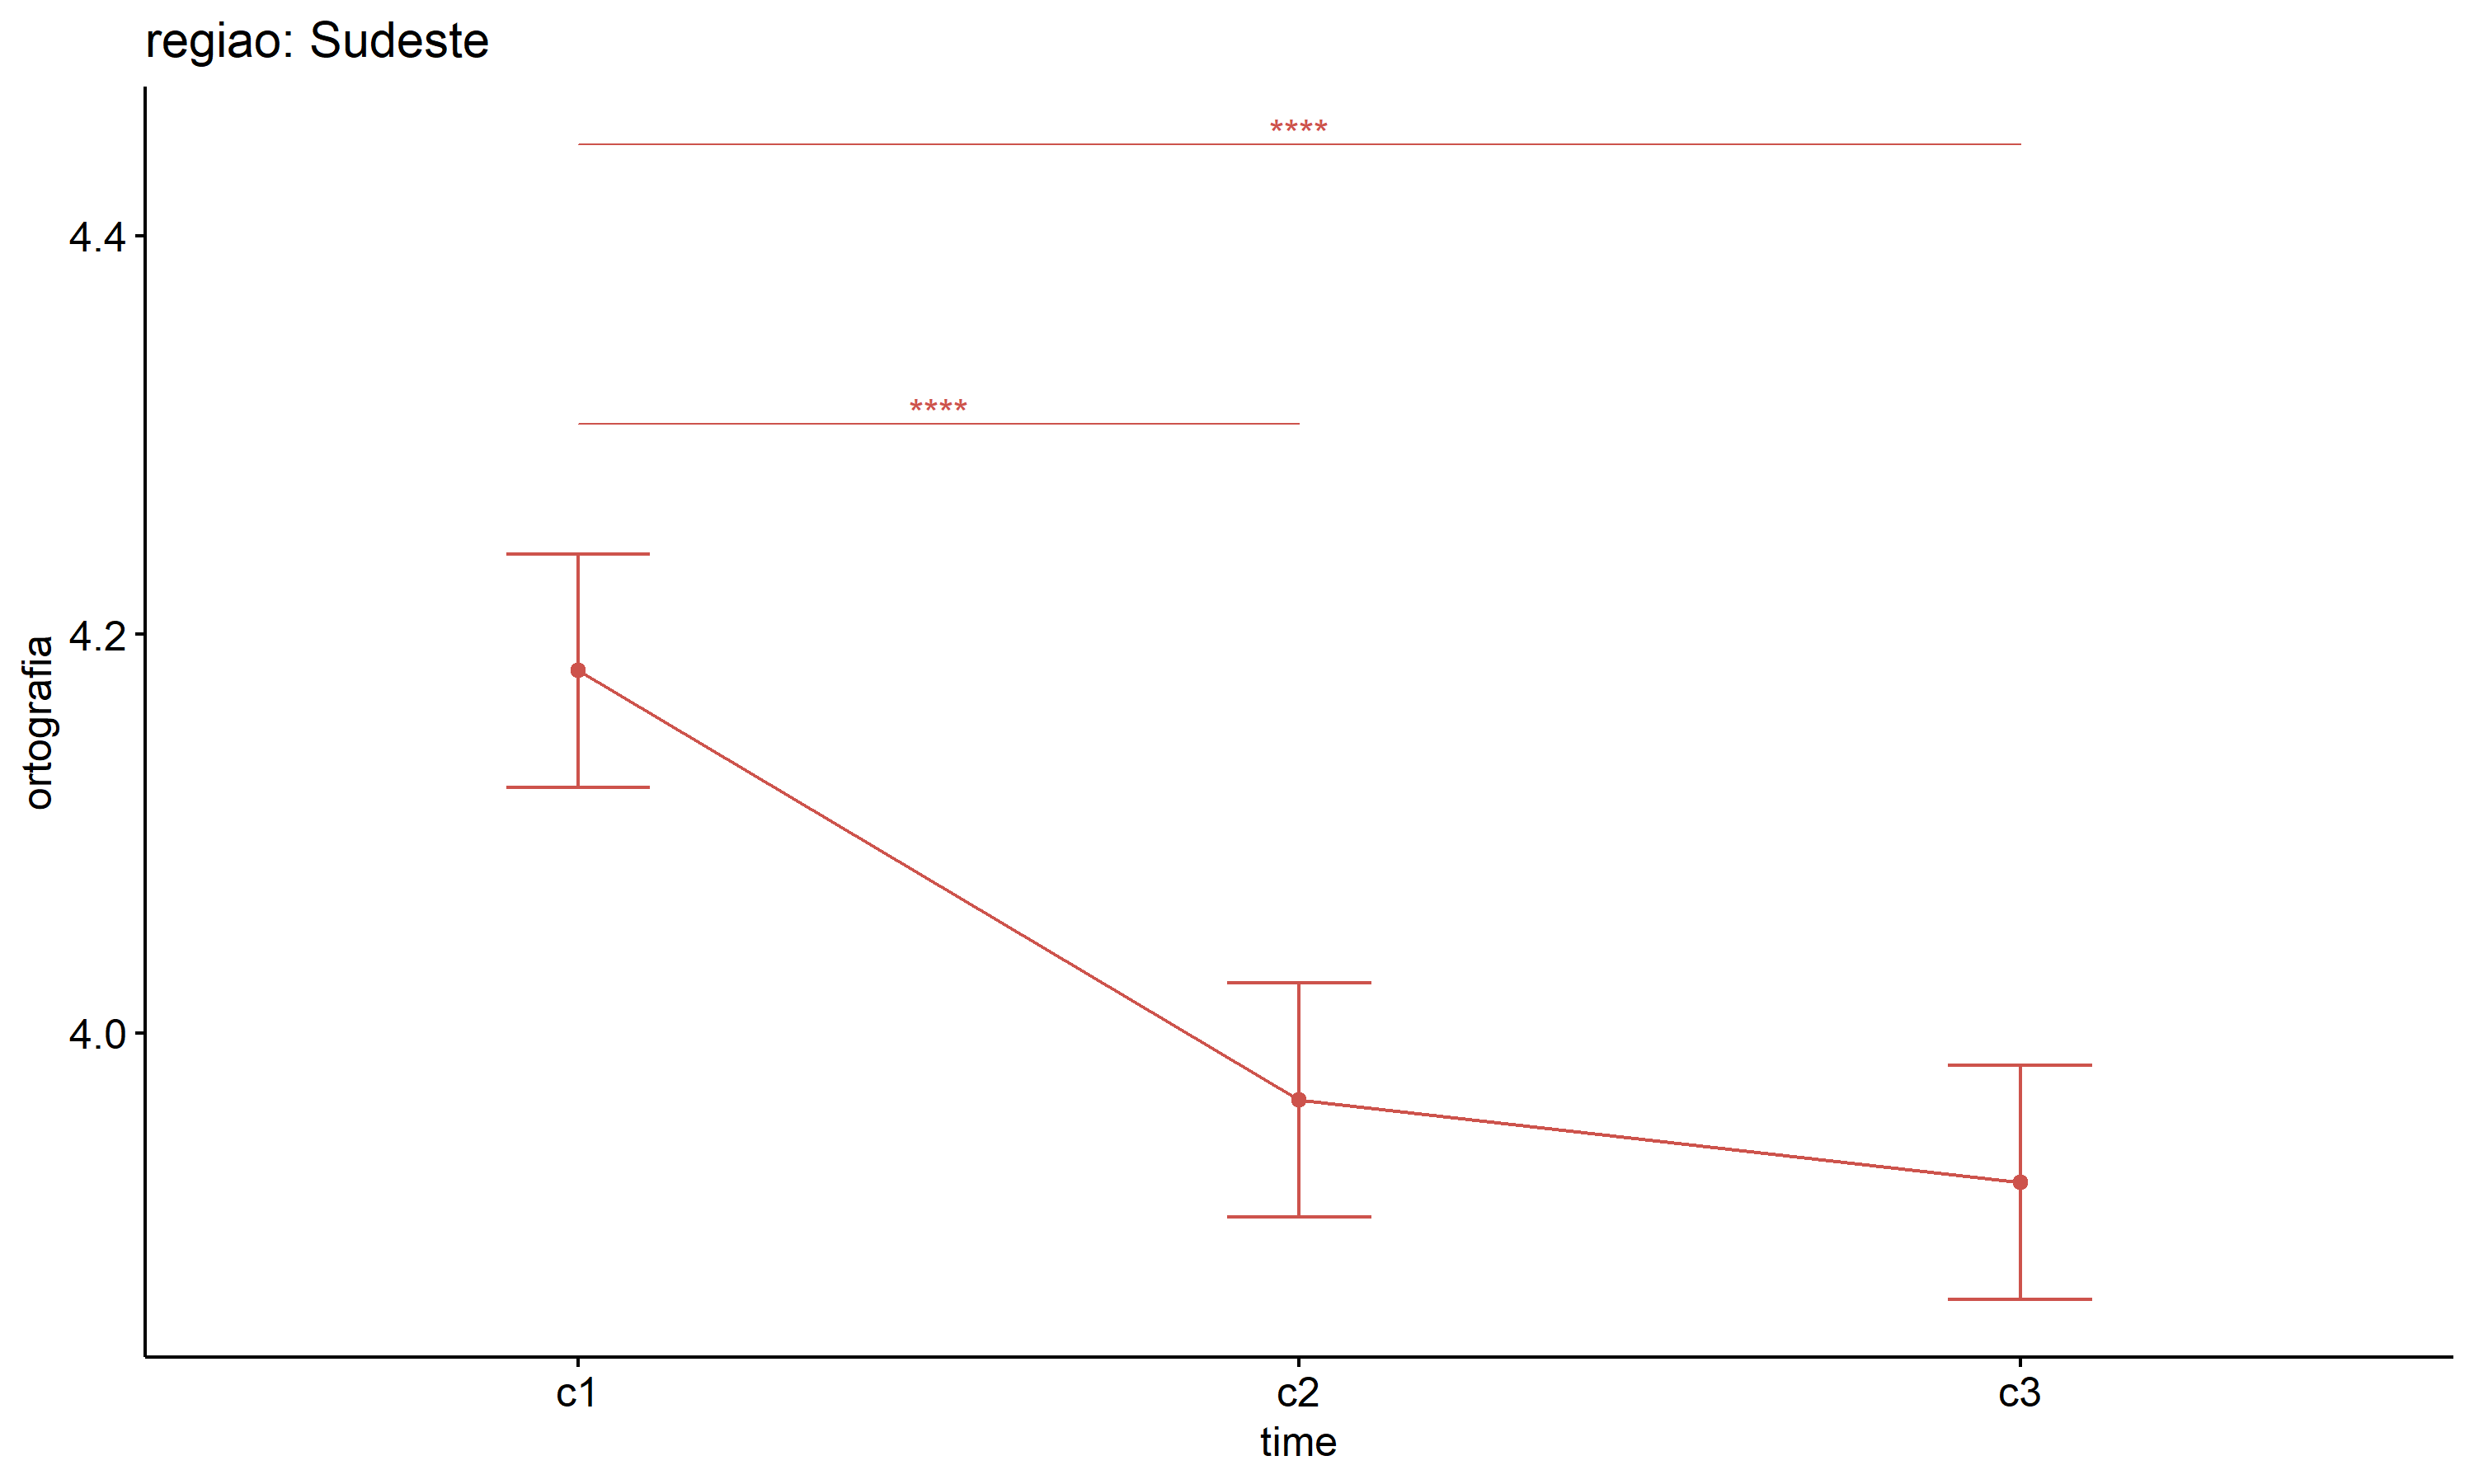 regiao: Sudeste
****
4.4
****
4.2
ortografia
4.0
c1 c2 c3
time